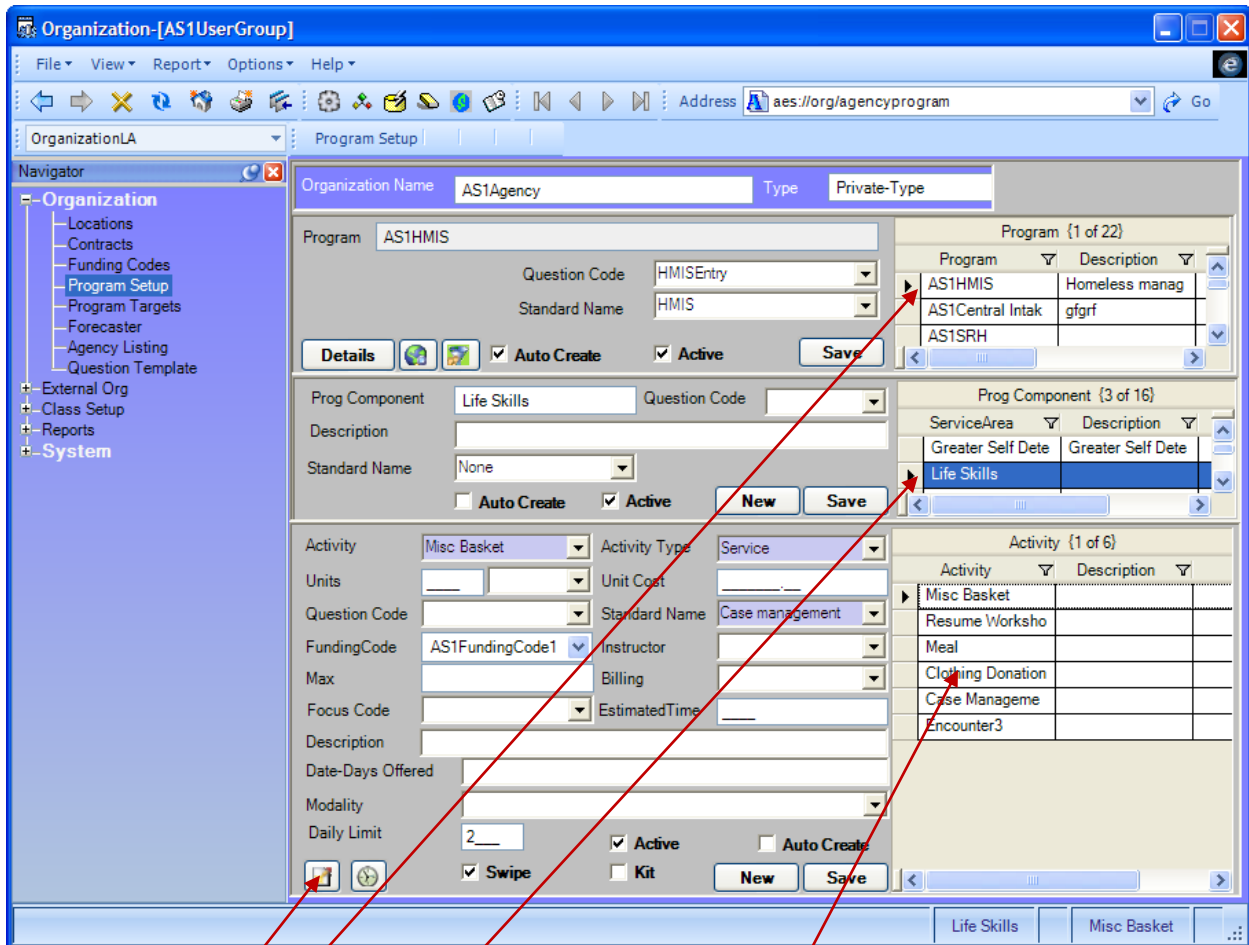 Organization-[AS1UserGroup]
File View Report Options Help
Address aes://org/agencyprogram Go
OrganizationLA Program Setup
Navigator
Organization
Locations
Contracts
Funding Codes
Program Setup
Program Targets
Forecaster
Agency Listing
Question Template
External Org
Class Setup
Reports
System
Organization Name AS1Agency Type Private-Type
Program AS1HMIS
Question Code HMISEntry
Standard Name HMIS
Details Auto Create Active Save
Program {1 of 22}
Program Description
AS1HMIS Homeless manag
AS1Central Intak gfgrf
AS1SRH
Prog Component Life Skills Question Code
Description
Standard Name None
Auto Create Active New Save
Prog Component {3 of 16}
ServiceArea Description
Greater Self Dete Greater Self Dete
Life Skills
Activity Misc Basket Activity Type Service
Units ____ Unit Cost _______.__
Question Code Standard Name Case management
FundingCode AS1FundingCode1 Instructor
Max Billing
Focus Code EstimatedTime ____
Description
Date-Days Offered
Modality
Daily Limit 2___ Active Auto Create
Swipe Kit New Save
Activity {1 of 6}
Activity Description
Misc Basket
Resume Worksho
Meal
Clothing Donation
Case Manageme
Encounter3
Life Skills Misc Basket